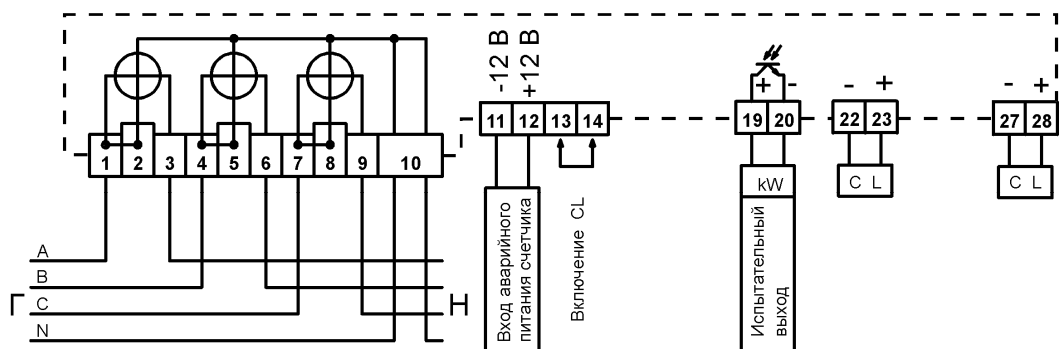 -12 В
+12 В
+ -
- +
- +
11 12 13 14
19 20
22 23
27 28
1 2 3 4 5 6 7 8 9 10
kW
C L
C L
Вход аварийного
питания счетчика
Включение CL
Испытательный
выход
A
B
C
N
Г
Н